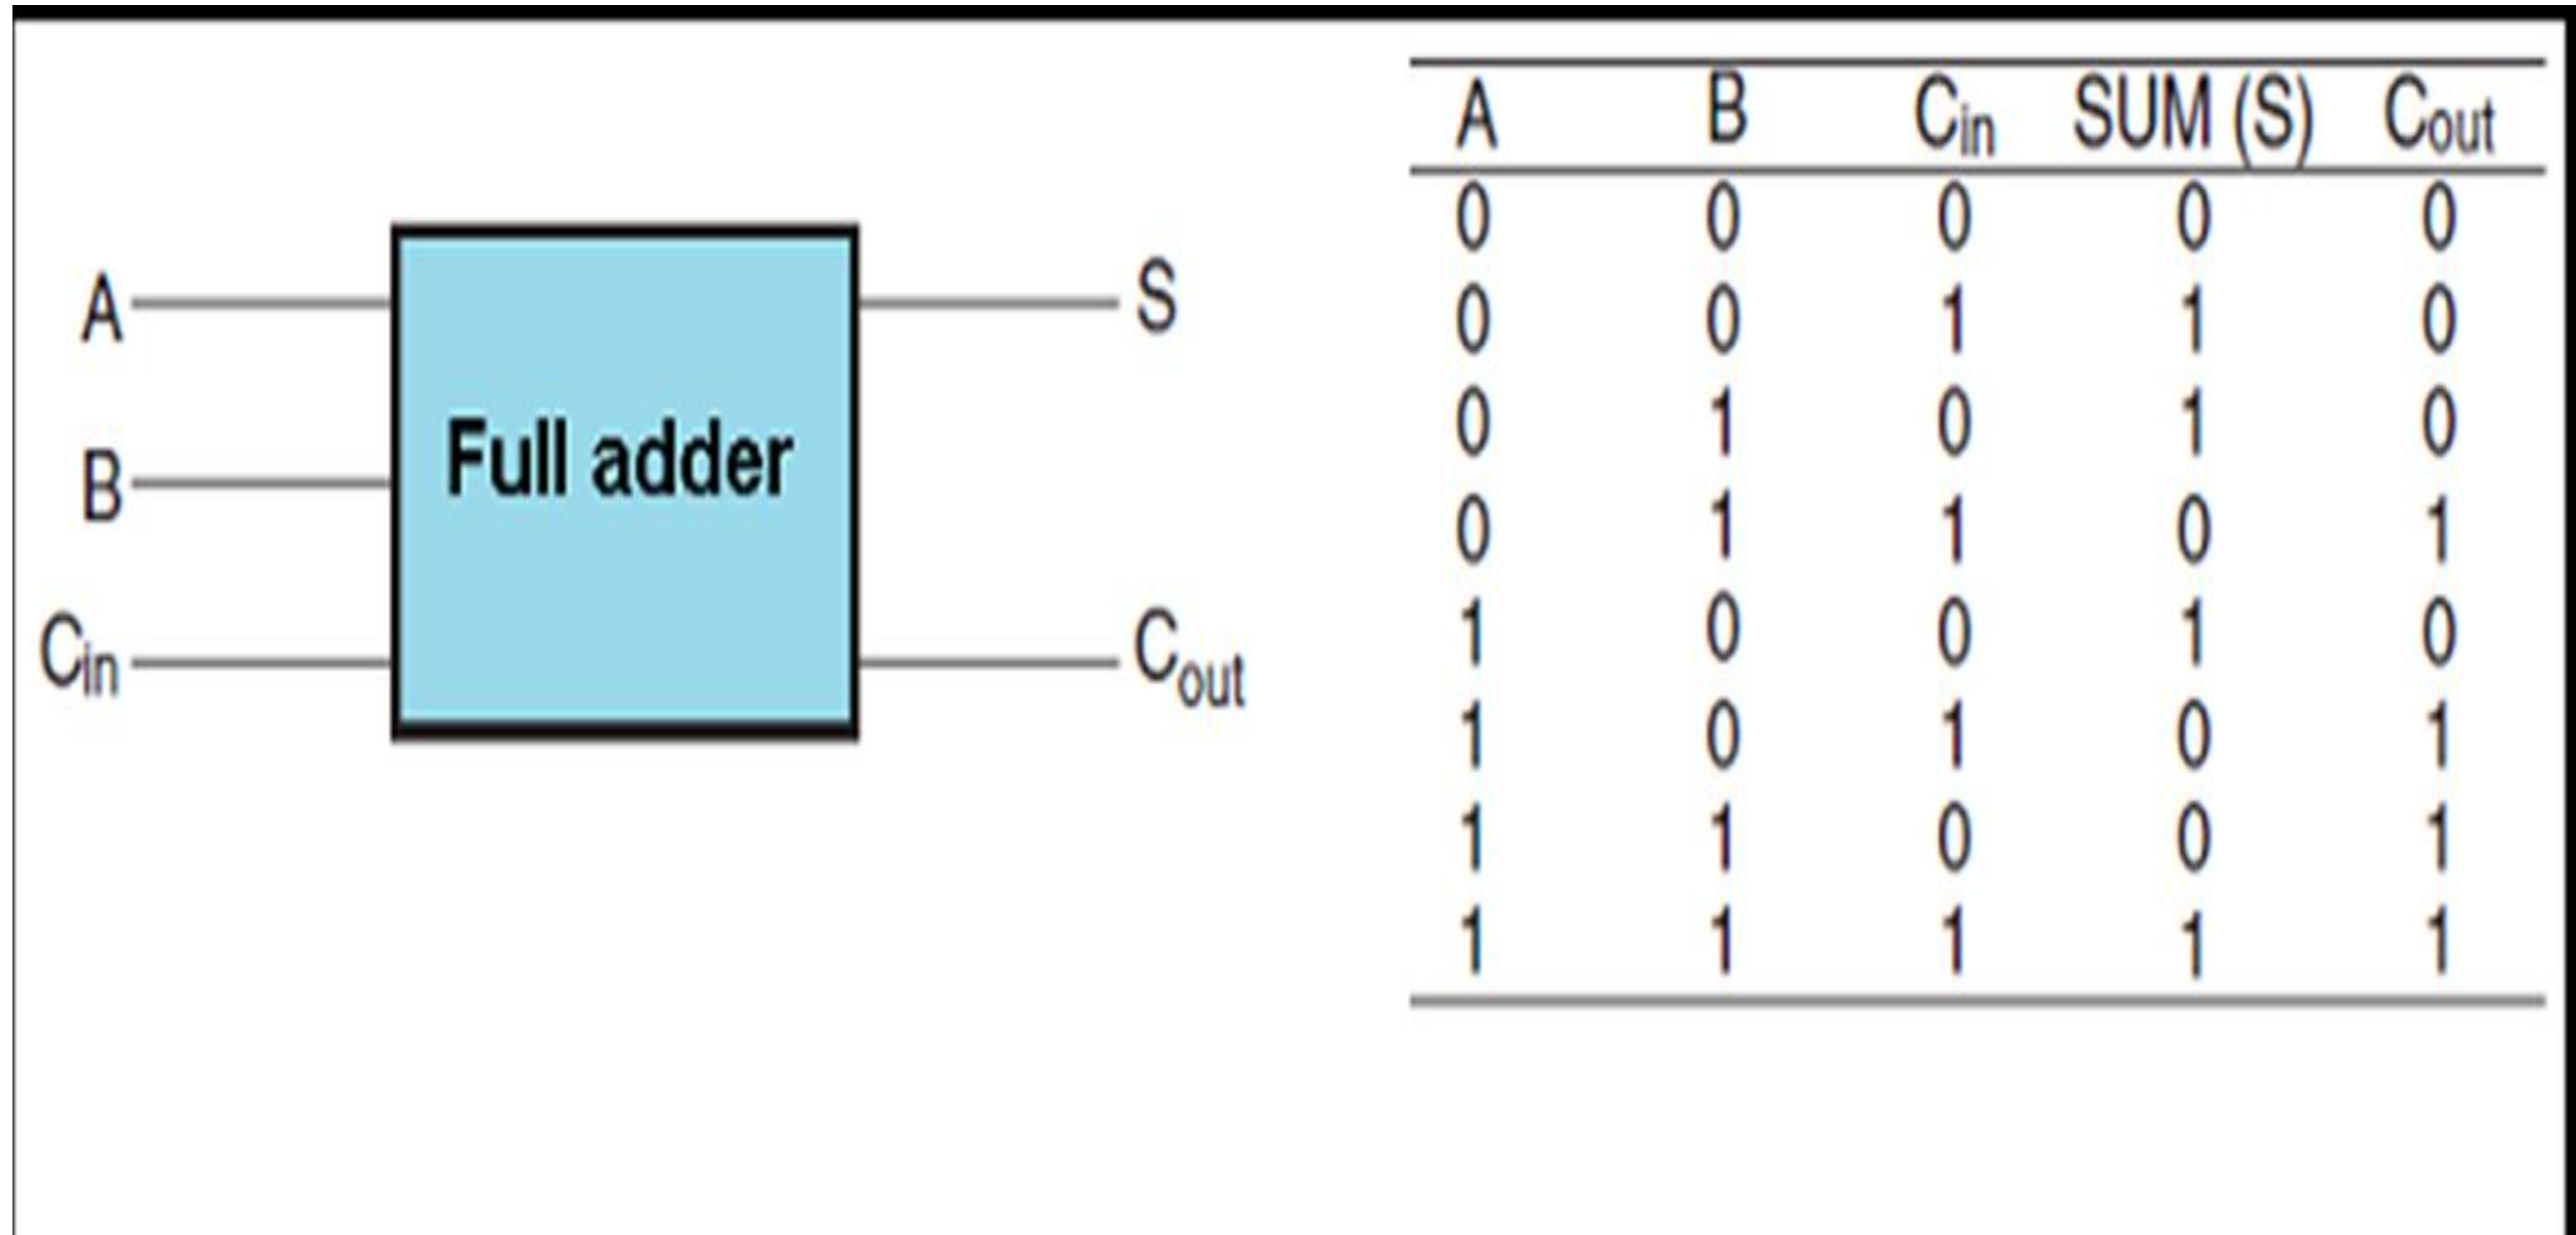 A
B
Cin
Full adder
S
Cout
A B Cin SUM (S) Cout
0 0 0 0 0
0 0 1 1 0
0 1 0 1 0
0 1 1 0 1
1 0 0 1 0
1 0 1 0 1
1 1 0 0 1
1 1 1 1 1